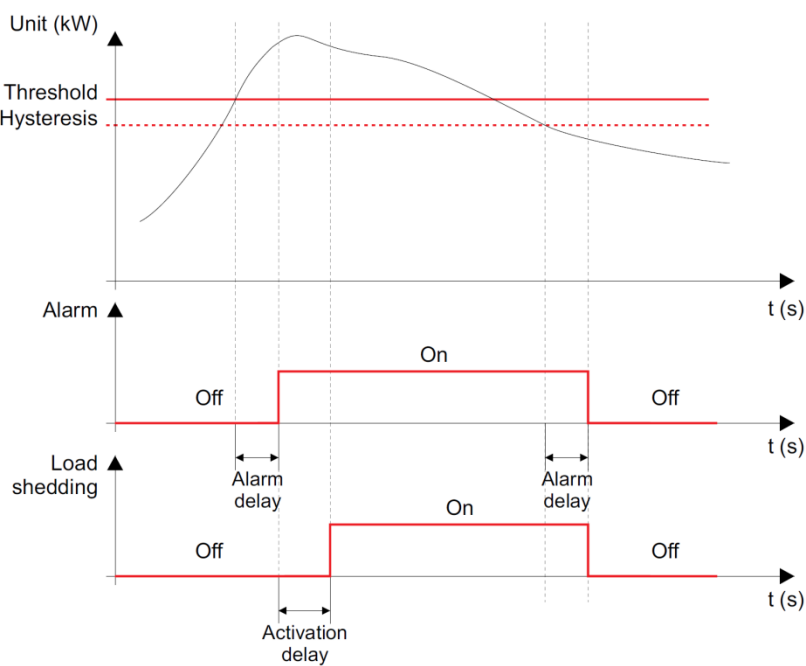 Unit (kW)
Threshold
Hysteresis
t (s)
Alarm
On
Off
Off
t (s)
Load
shedding
Alarm
delay
Alarm
delay
On
Off
Off
t (s)
Activation
delay